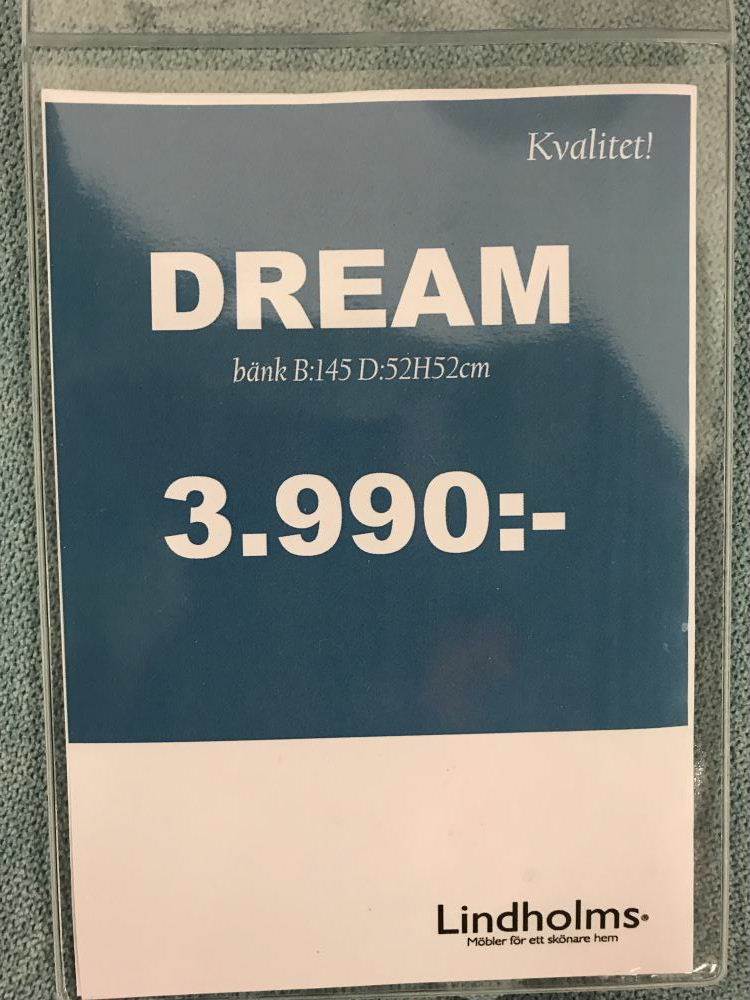 Kvalitet!
DREAM
bänk B:145 D:52H52cm
3.990:-
Lindholms®
Möbler för ett skönare hem